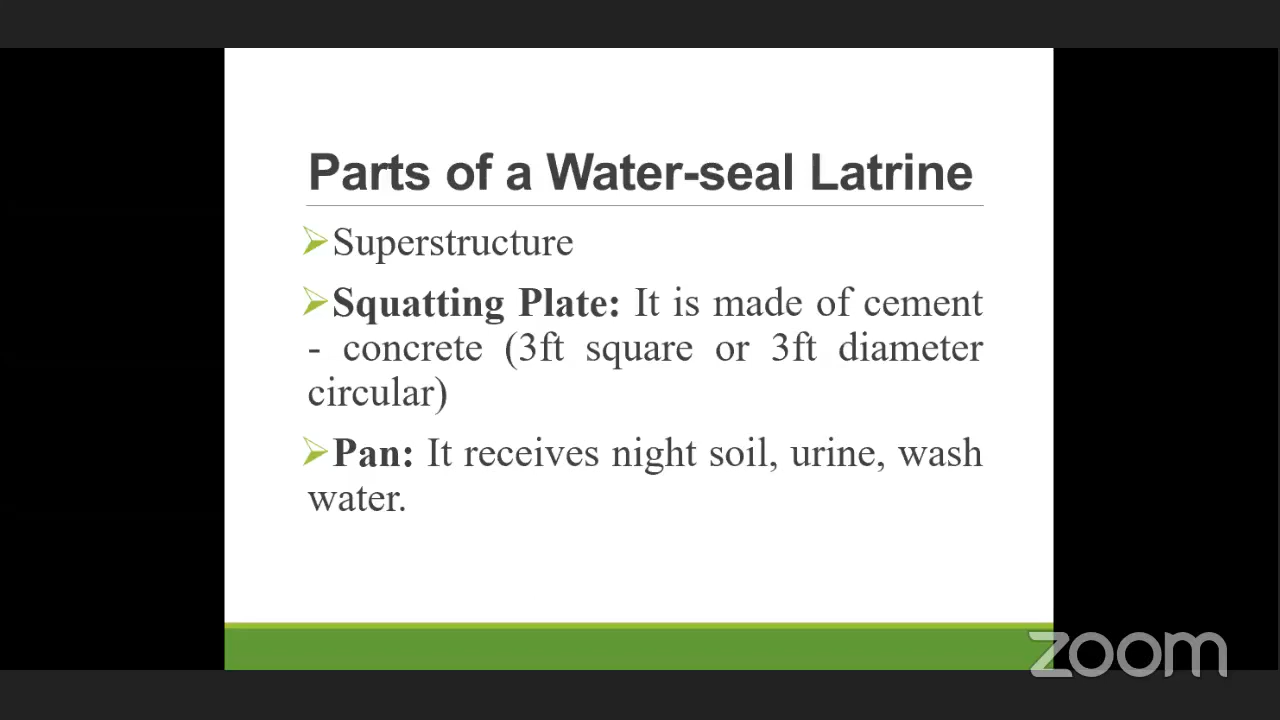 Parts of a Water-seal Latrine
➢Superstructure
➢Squatting Plate: It is made of cement
- concrete (3ft square or 3ft diameter
circular)
➢Pan: It receives night soil, urine, wash
water.
zoom